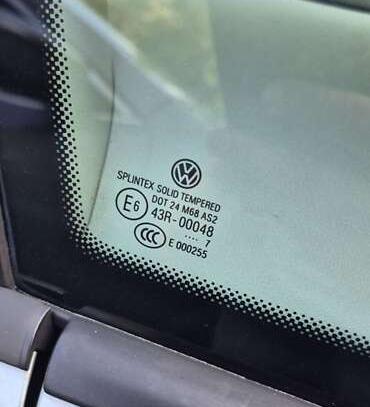 SPLINTEX SOLID TEMPERED
DOT 24 M68 AS2
E6 43R-00048
.... 7
CCC E 000255